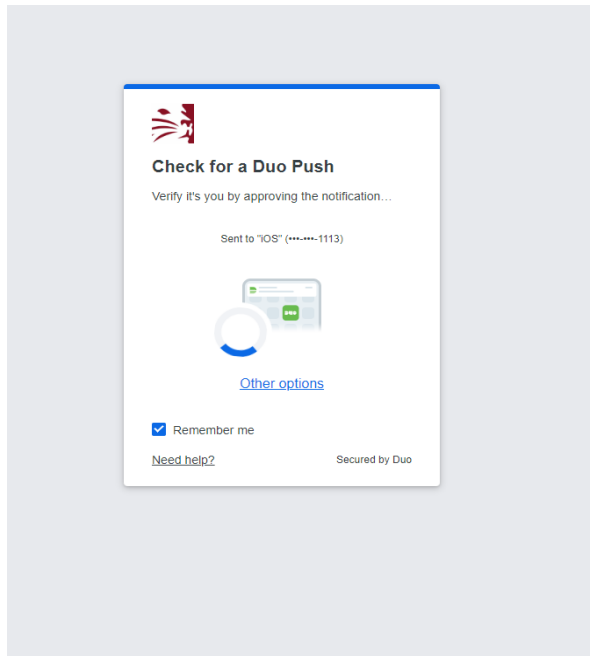 Check for a Duo Push
Verify it's you by approving the notification…
Sent to "iOS" (•••-•••-1113)
Other options
Remember me
Need help?
Secured by Duo